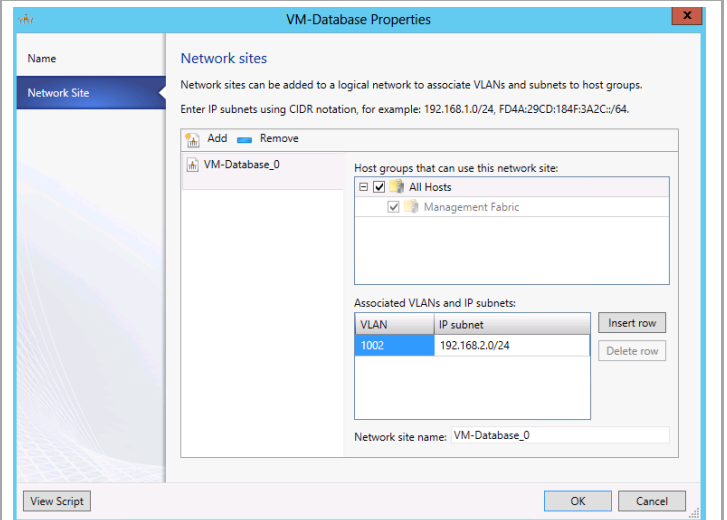 VM-Database Properties
x
Name
Network Site
Network sites
Network sites can be added to a logical network to associate VLANs and subnets to host groups.
Enter IP subnets using CIDR notation, for example: 192.168.1.0/24, FD4A:29CD:184F:3A2C::/64.
Add Remove
VM-Database_0
Host groups that can use this network site:
All Hosts
Management Fabric
Associated VLANs and IP subnets:
VLAN IP subnet
1002 192.168.2.0/24
Insert row
Delete row
Network site name: VM-Database_0
View Script
OK Cancel